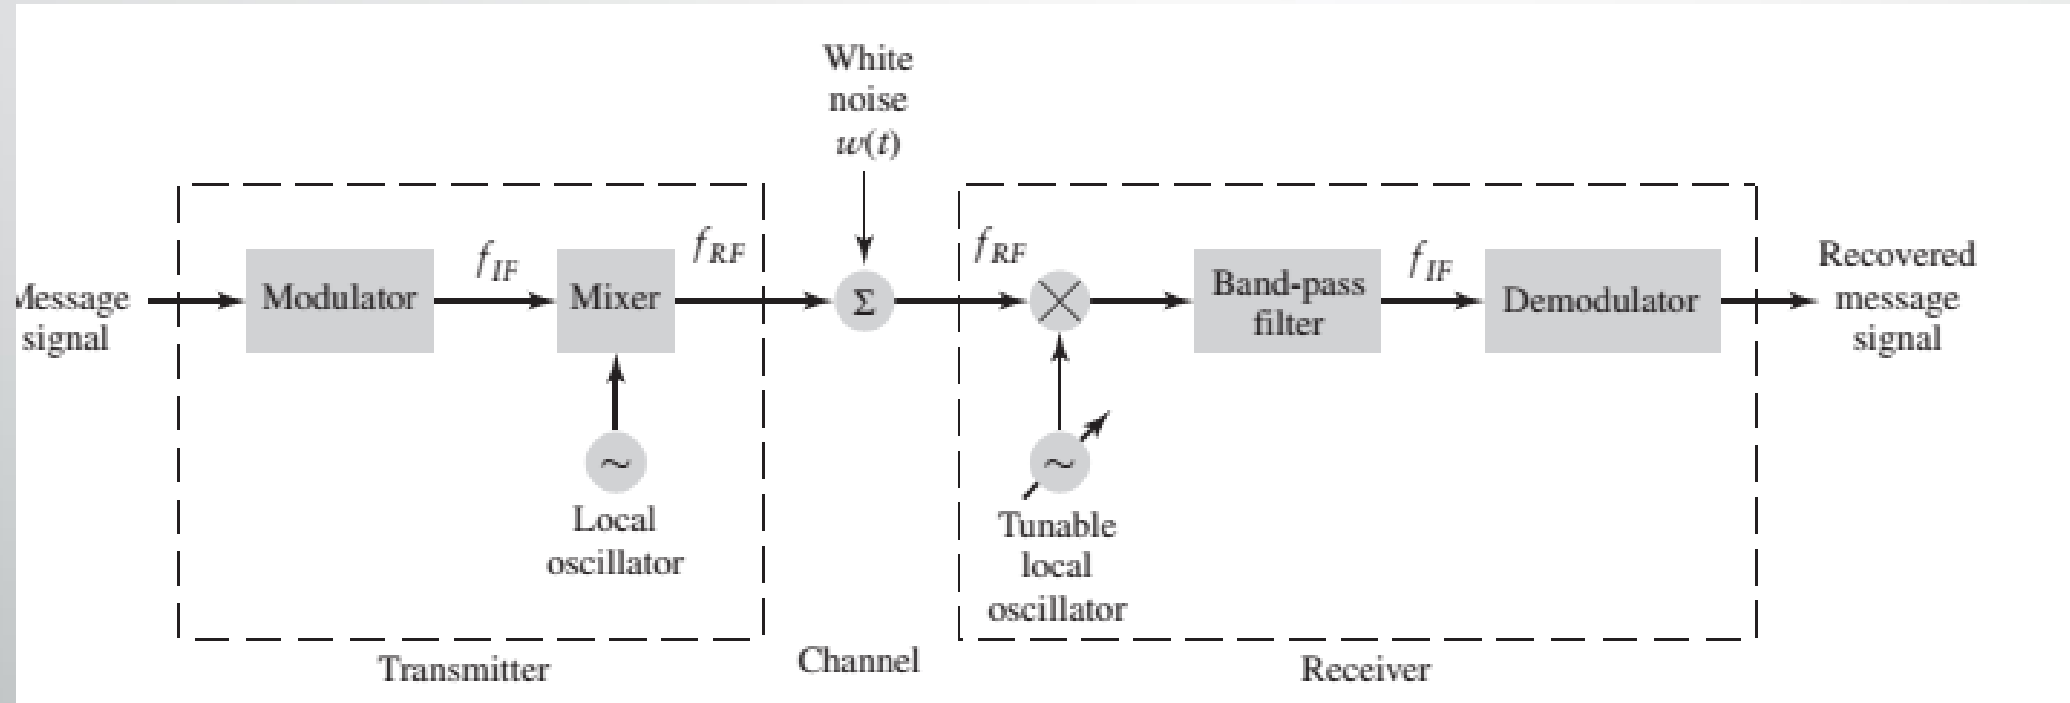 White
noise
w(t)
Message
signal
Modulator
f_IF
Mixer
f_RF
Local
oscillator
Transmitter
Σ
Channel
f_RF
~
Tunable
local
oscillator
Band-pass
filter
f_IF
Demodulator
Receiver
Recovered
message
signal